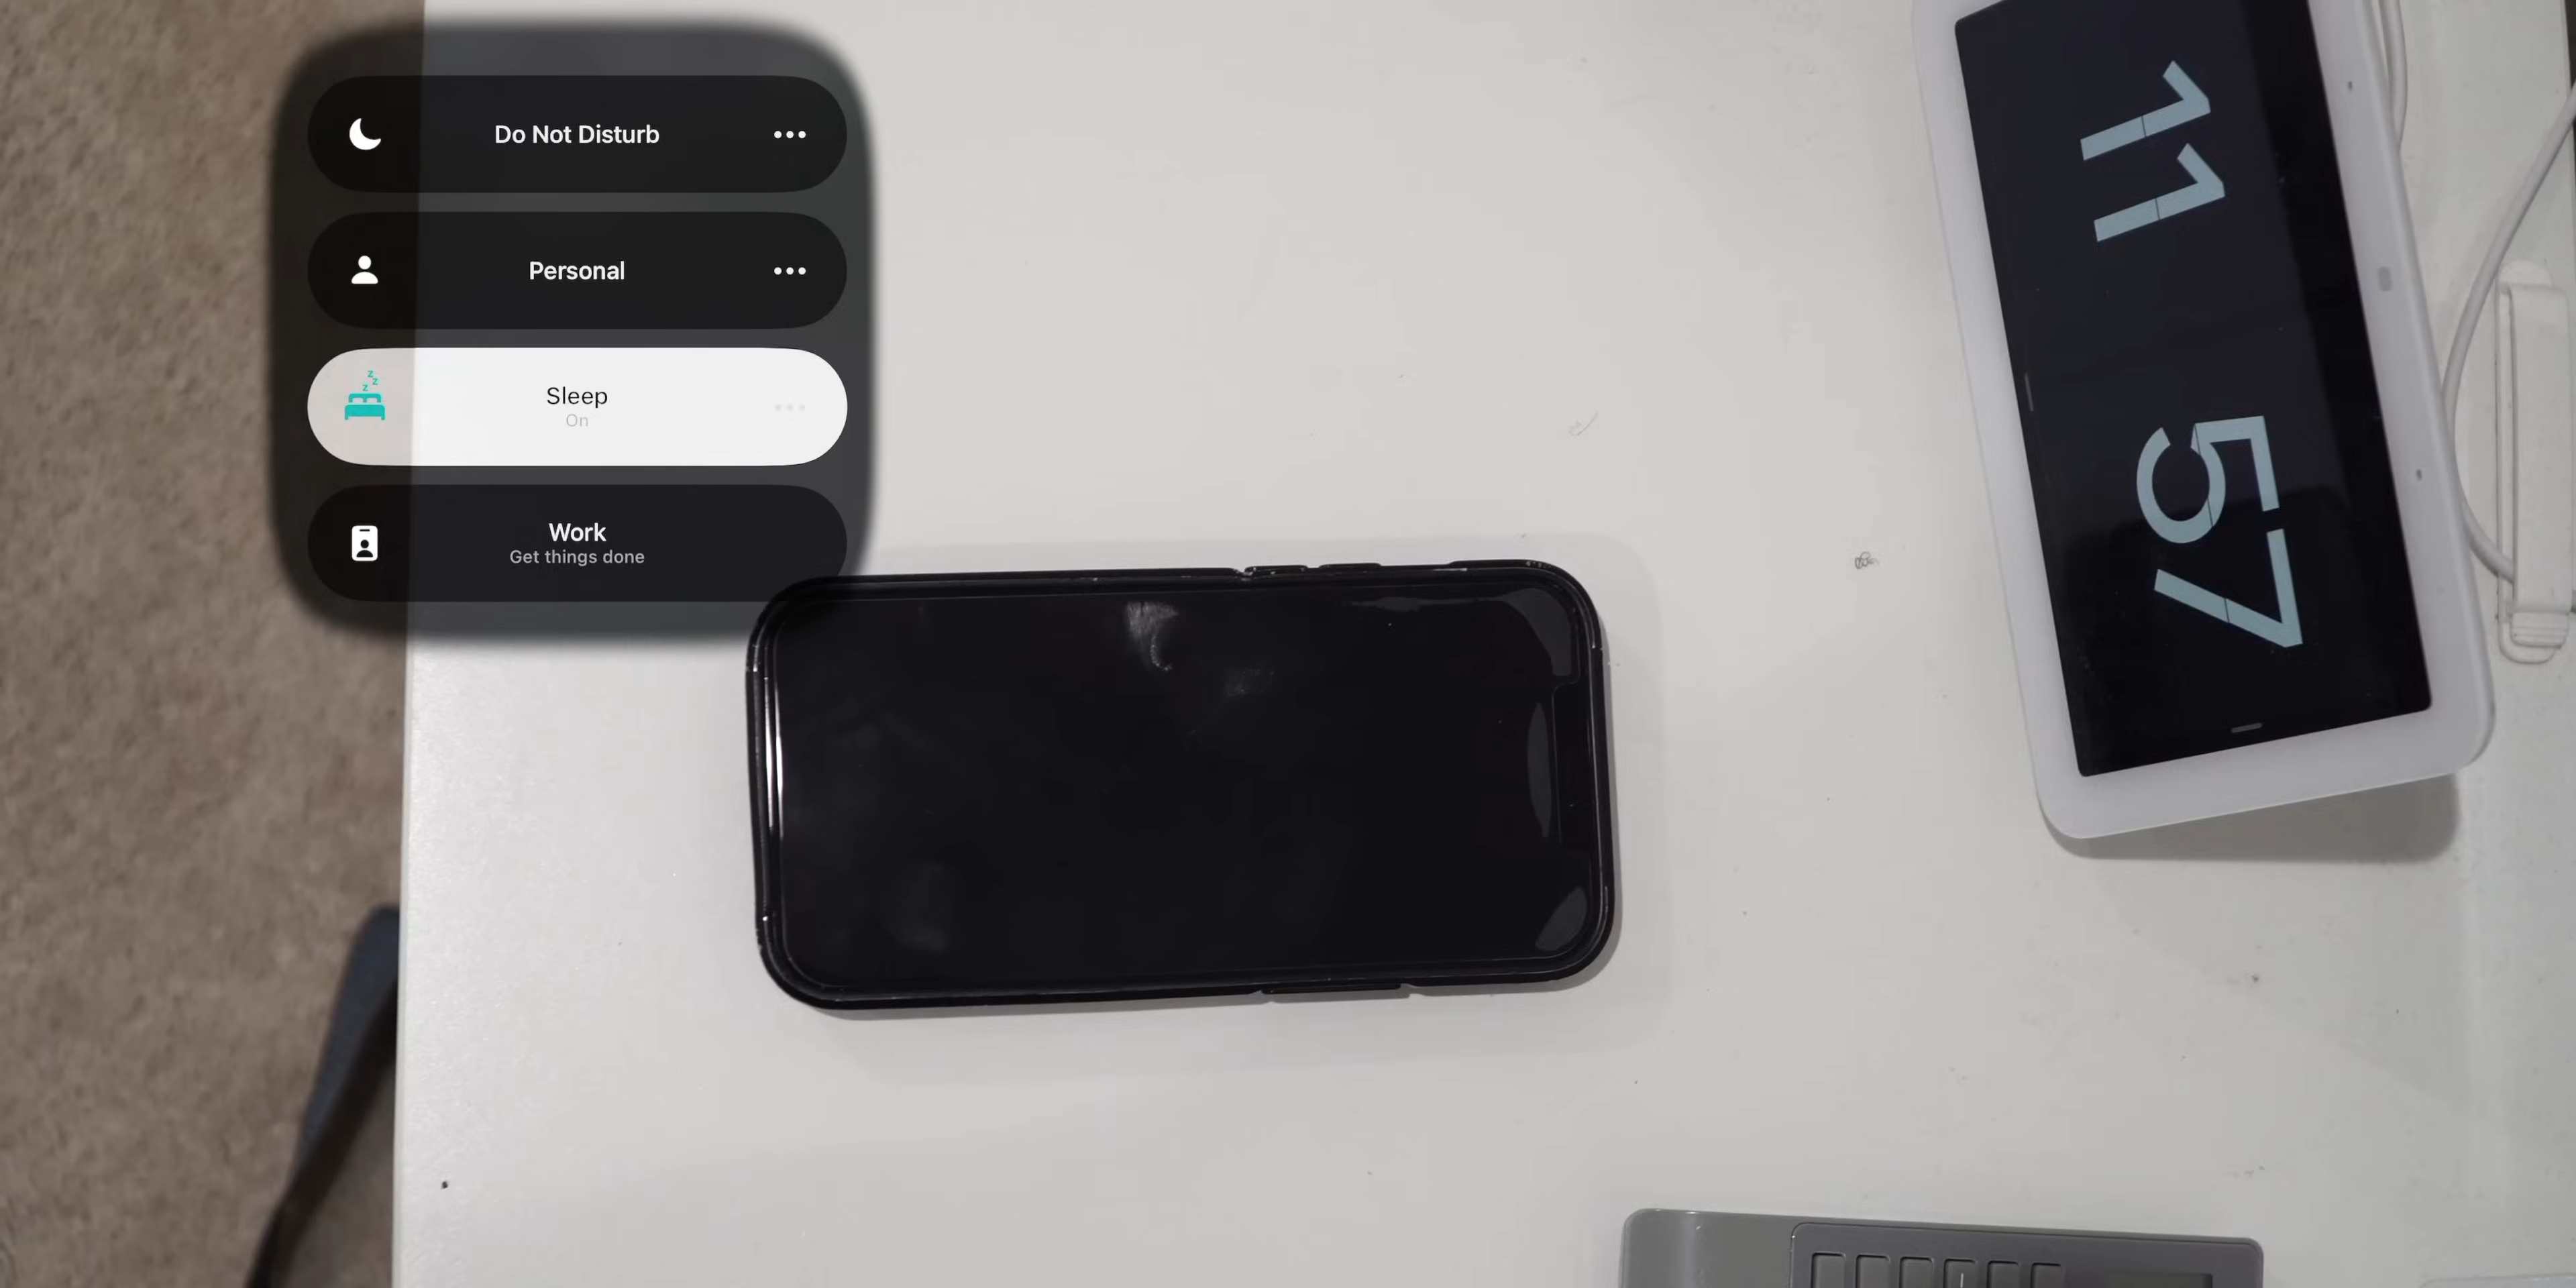 Do Not Disturb
Personal
Sleep
On
Work
Get things done
11
57